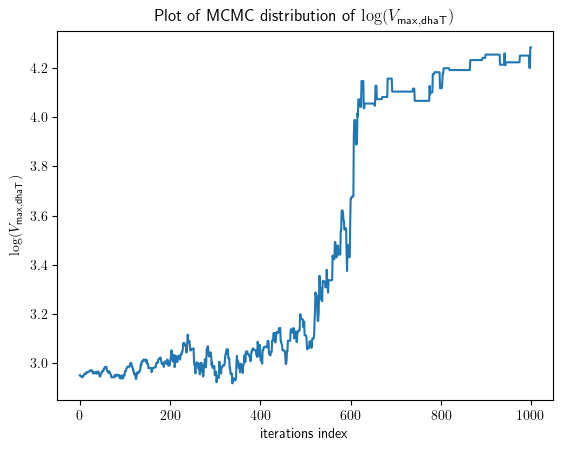 Plot of MCMC distribution of log(V_max,dhaT)
log(V_max,dhaT)
4.2
4.0
3.8
3.6
3.4
3.2
3.0
0 200 400 600 800 1000
iterations index